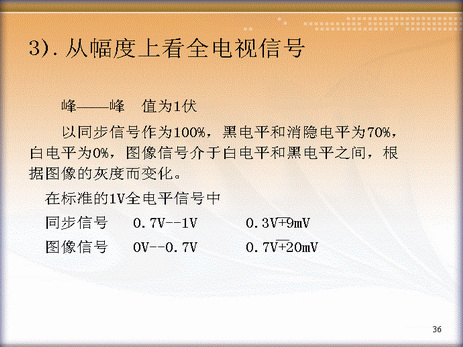 3).从幅度上看全电视信号
峰——峰 值为1伏
以同步信号作为100%，黑电平和消隐电平为70%，
白电平为0%，图像信号介于白电平和黑电平之间，根
据图像的灰度而变化。
在标准的1V全电平信号中
同步信号 0.7V--1V 0.3V+9mV
图像信号 0V--0.7V 0.7V+20mV
36